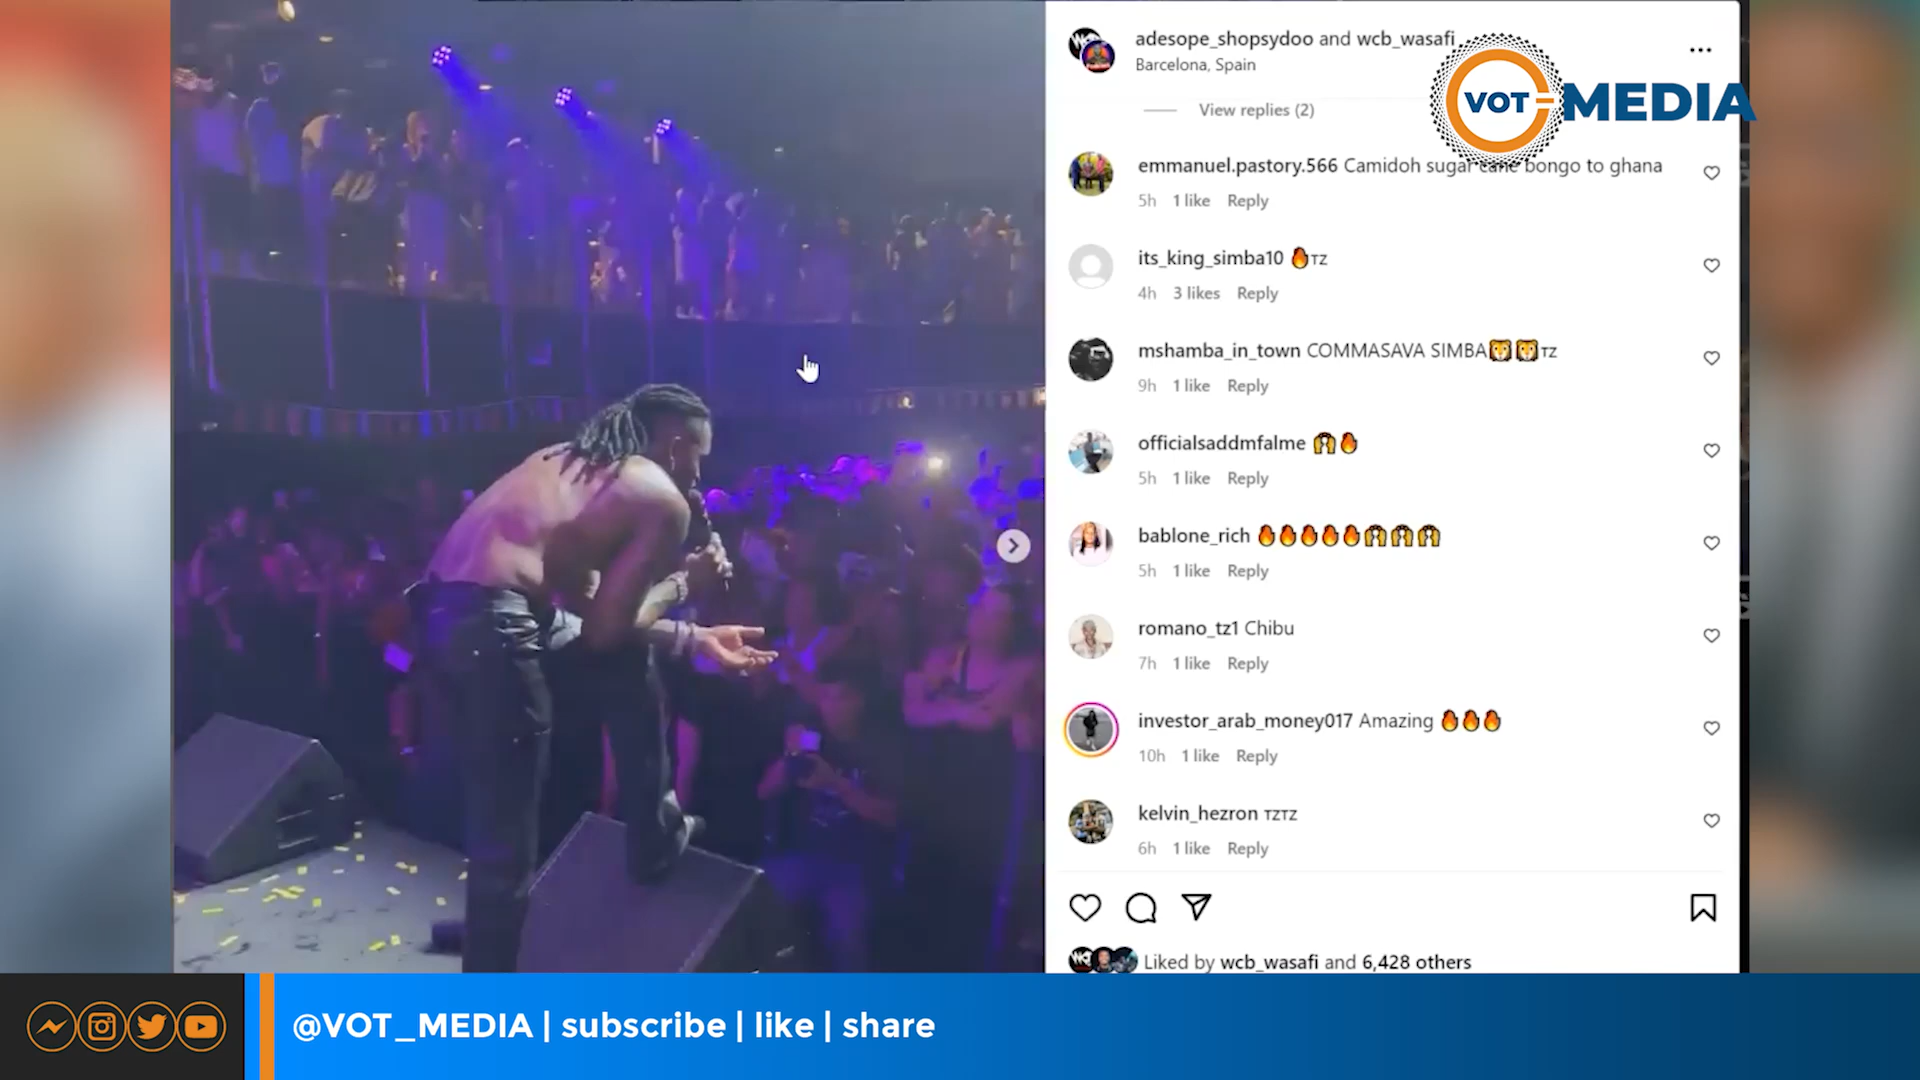 adesope_shopsydoo and wcb_wasafi
Barcelona, Spain
VOT MEDIA
View replies (2)
emmanuel.pastory.566 Camidoh sugar cane bongo to ghana
5h 1 like Reply
its_king_simba10 🔥TZ
4h 3 likes Reply
mshamba_in_town COMMASAVA SIMBA🦁🦁TZ
9h 1 like Reply
officialsaddmfalme 🙌🔥
5h 1 like Reply
bablone_rich 🔥🔥🔥🔥🔥🙌🙌🙌
5h 1 like Reply
romano_tz1 Chibu
7h 1 like Reply
investor_arab_money017 Amazing 🔥🔥🔥
10h 1 like Reply
kelvin_hezron TZTZ
6h 1 like Reply
Liked by wcb_wasafi and 6,428 others
@VOT_MEDIA | subscribe | like | share